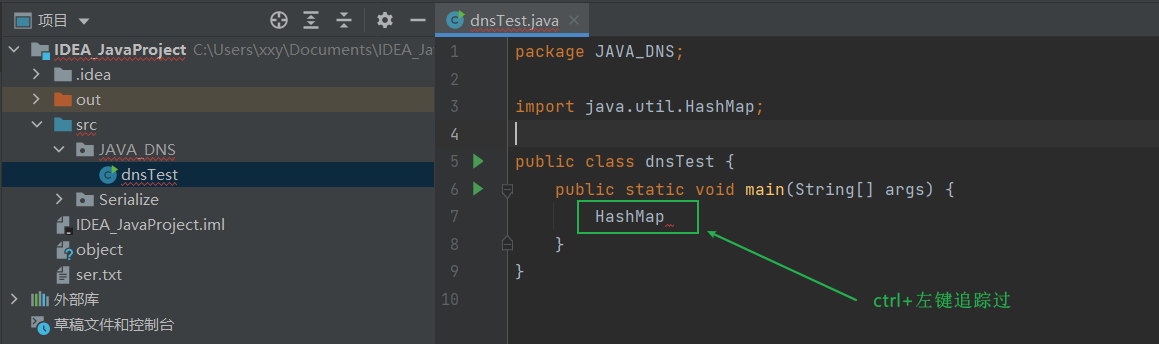 项目
IDEA_JavaProject C:\Users\xxy\Documents\IDEA_Ja
.idea
out
src
JAVA_DNS
dnsTest
Serialize
IDEA_JavaProject.iml
object
ser.txt
外部库
草稿文件和控制台
dnsTest.java
1 package JAVA_DNS;
2
3 import java.util.HashMap;
4
5 public class dnsTest {
6 public static void main(String[] args) {
7 HashMap
8 }
9 }
10
ctrl+左键追踪过